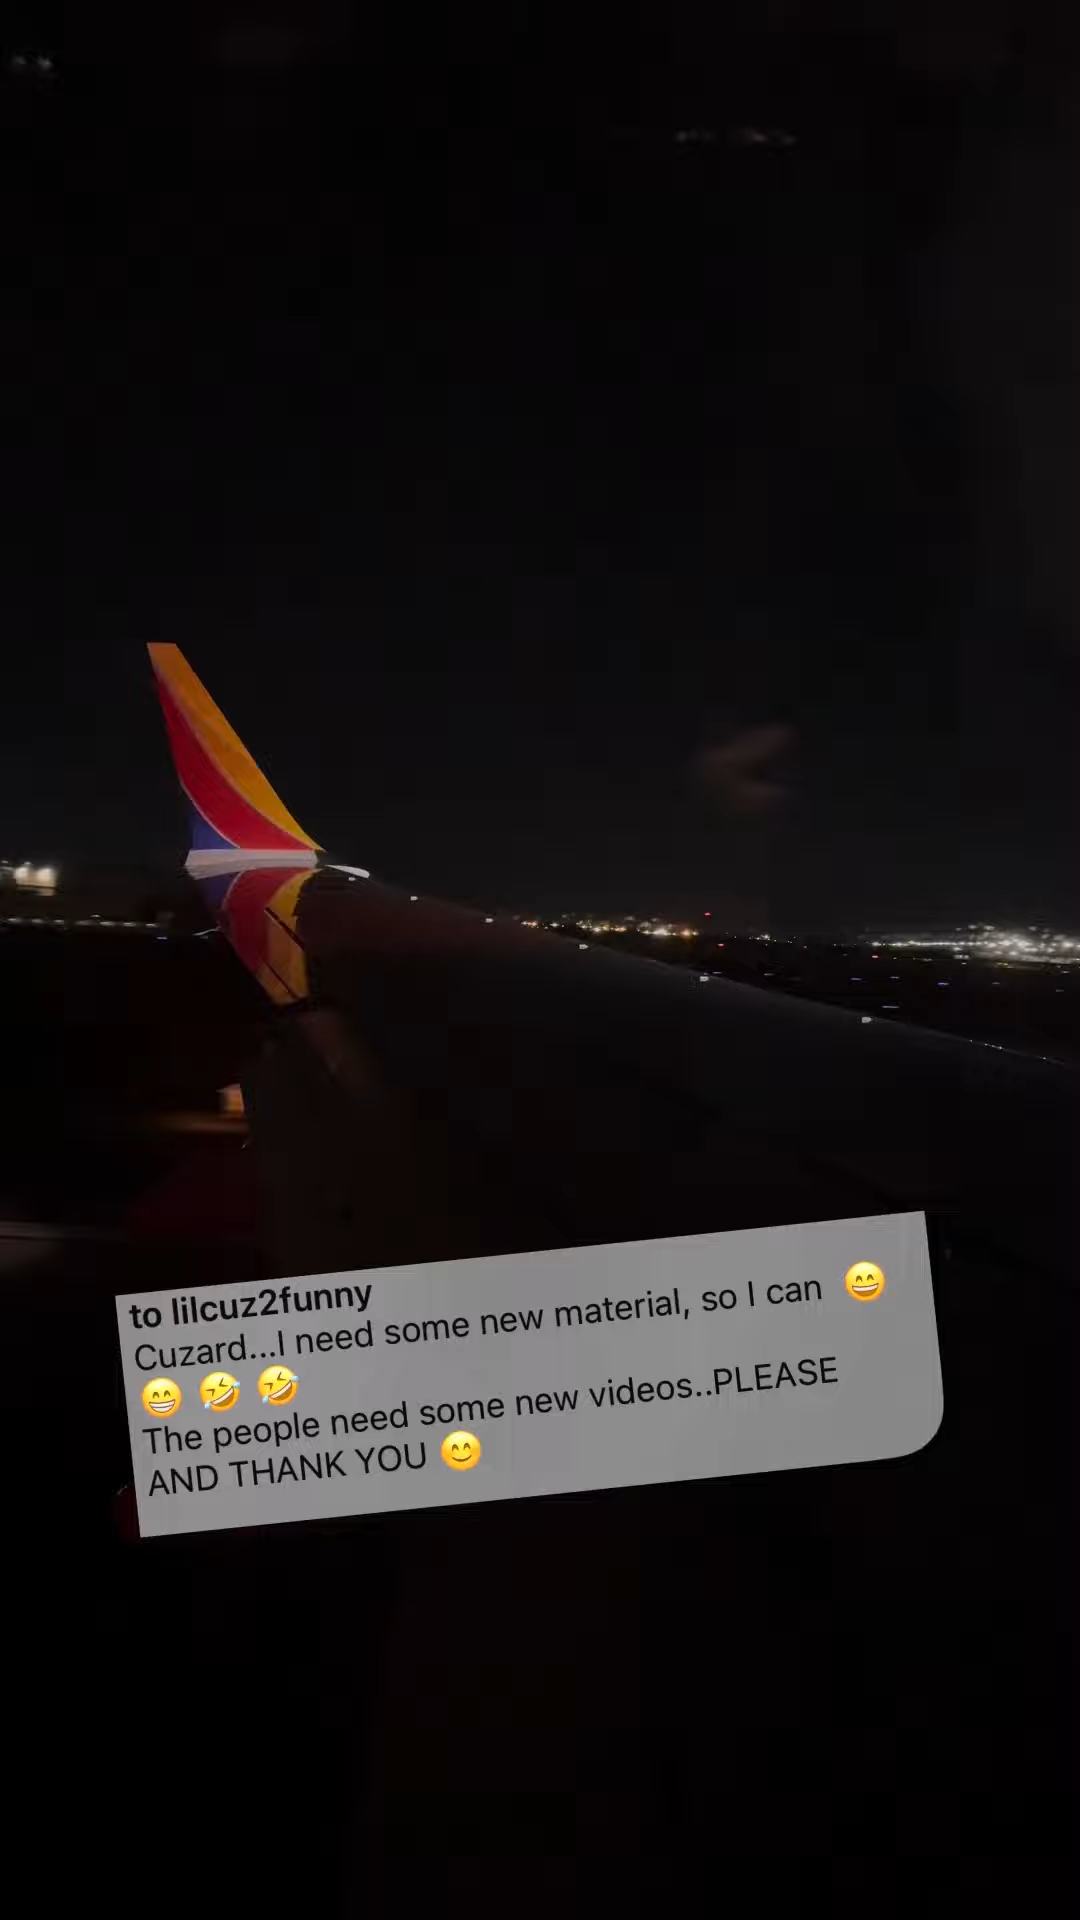 to lilcuz2funny
Cuzard...I need some new material, so I can 😄
😁 🤣 🤣
The people need some new videos..PLEASE
AND THANK YOU 😊